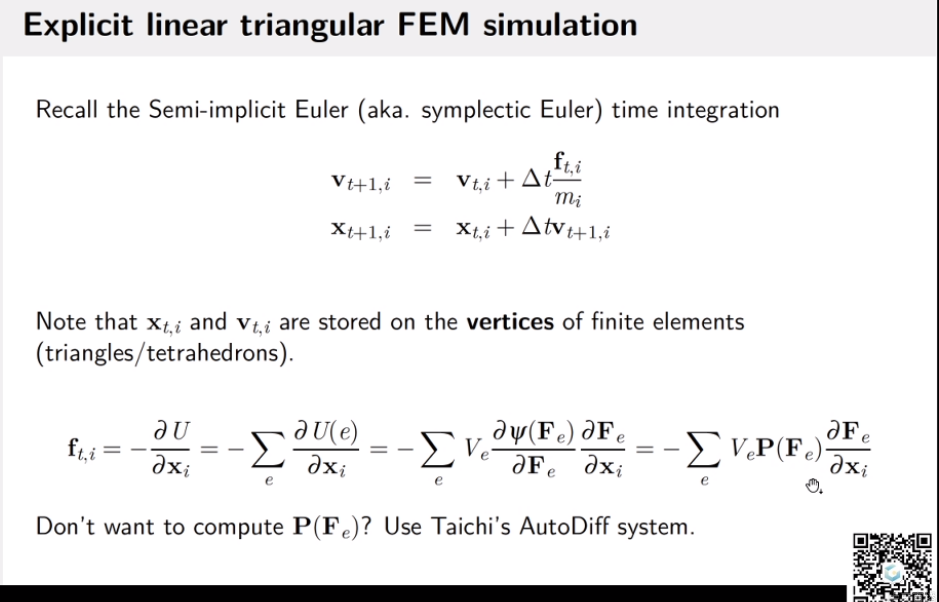 Explicit linear triangular FEM simulation
Recall the Semi-implicit Euler (aka. symplectic Euler) time integration
$\mathbf{v}_{t+1,i} = \mathbf{v}_{t,i} + \Delta t \frac{\mathbf{f}_{t,i}}{m_i}$
$\mathbf{x}_{t+1,i} = \mathbf{x}_{t,i} + \Delta t \mathbf{v}_{t+1,i}$
Note that $\mathbf{x}_{t,i}$ and $\mathbf{v}_{t,i}$ are stored on the vertices of finite elements
(triangles/tetrahedrons).
$\mathbf{f}_{t,i} = -\frac{\partial U}{\partial \mathbf{x}_i} = -\sum_e \frac{\partial U(e)}{\partial \mathbf{x}_i} = -\sum_e V_e \frac{\partial \psi(\mathbf{F}_e)}{\partial \mathbf{F}_e} \frac{\partial \mathbf{F}_e}{\partial \mathbf{x}_i} = -\sum_e V_e \mathbf{P}(\mathbf{F}_e) \frac{\partial \mathbf{F}_e}{\partial \mathbf{x}_i}$
Don't want to compute $\mathbf{P}(\mathbf{F}_e)$? Use Taichi's AutoDiff system.